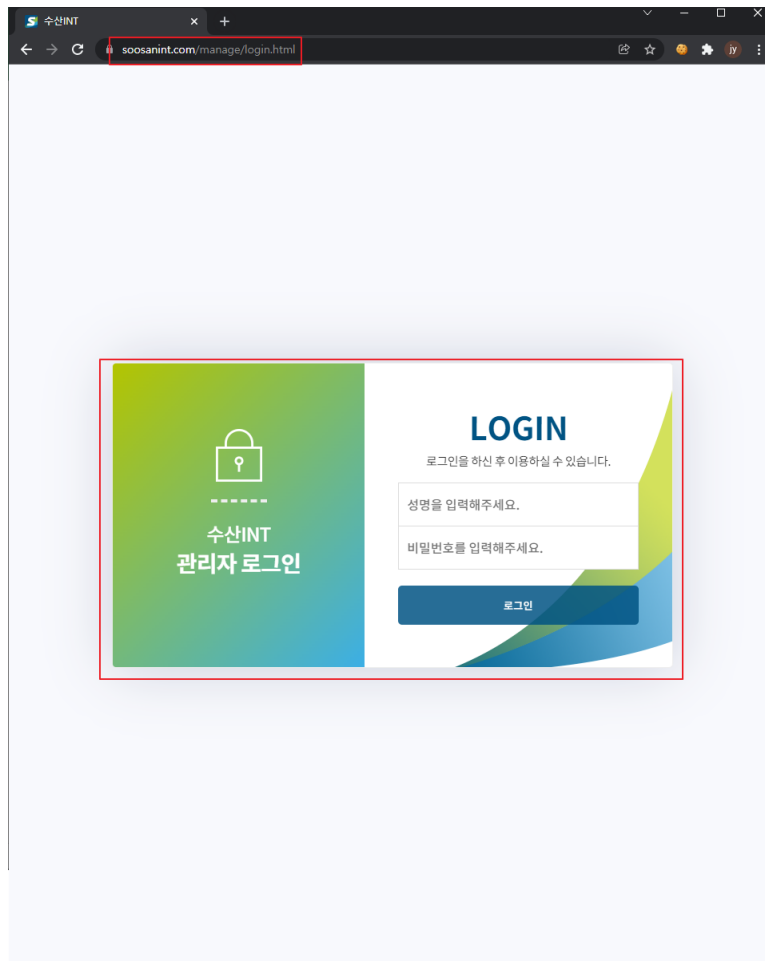 수산INT
soosanint.com/manage/login.html
jy
수산INT
관리자 로그인
LOGIN
로그인을 하신 후 이용하실 수 있습니다.
성명을 입력해주세요.
비밀번호를 입력해주세요.
로그인